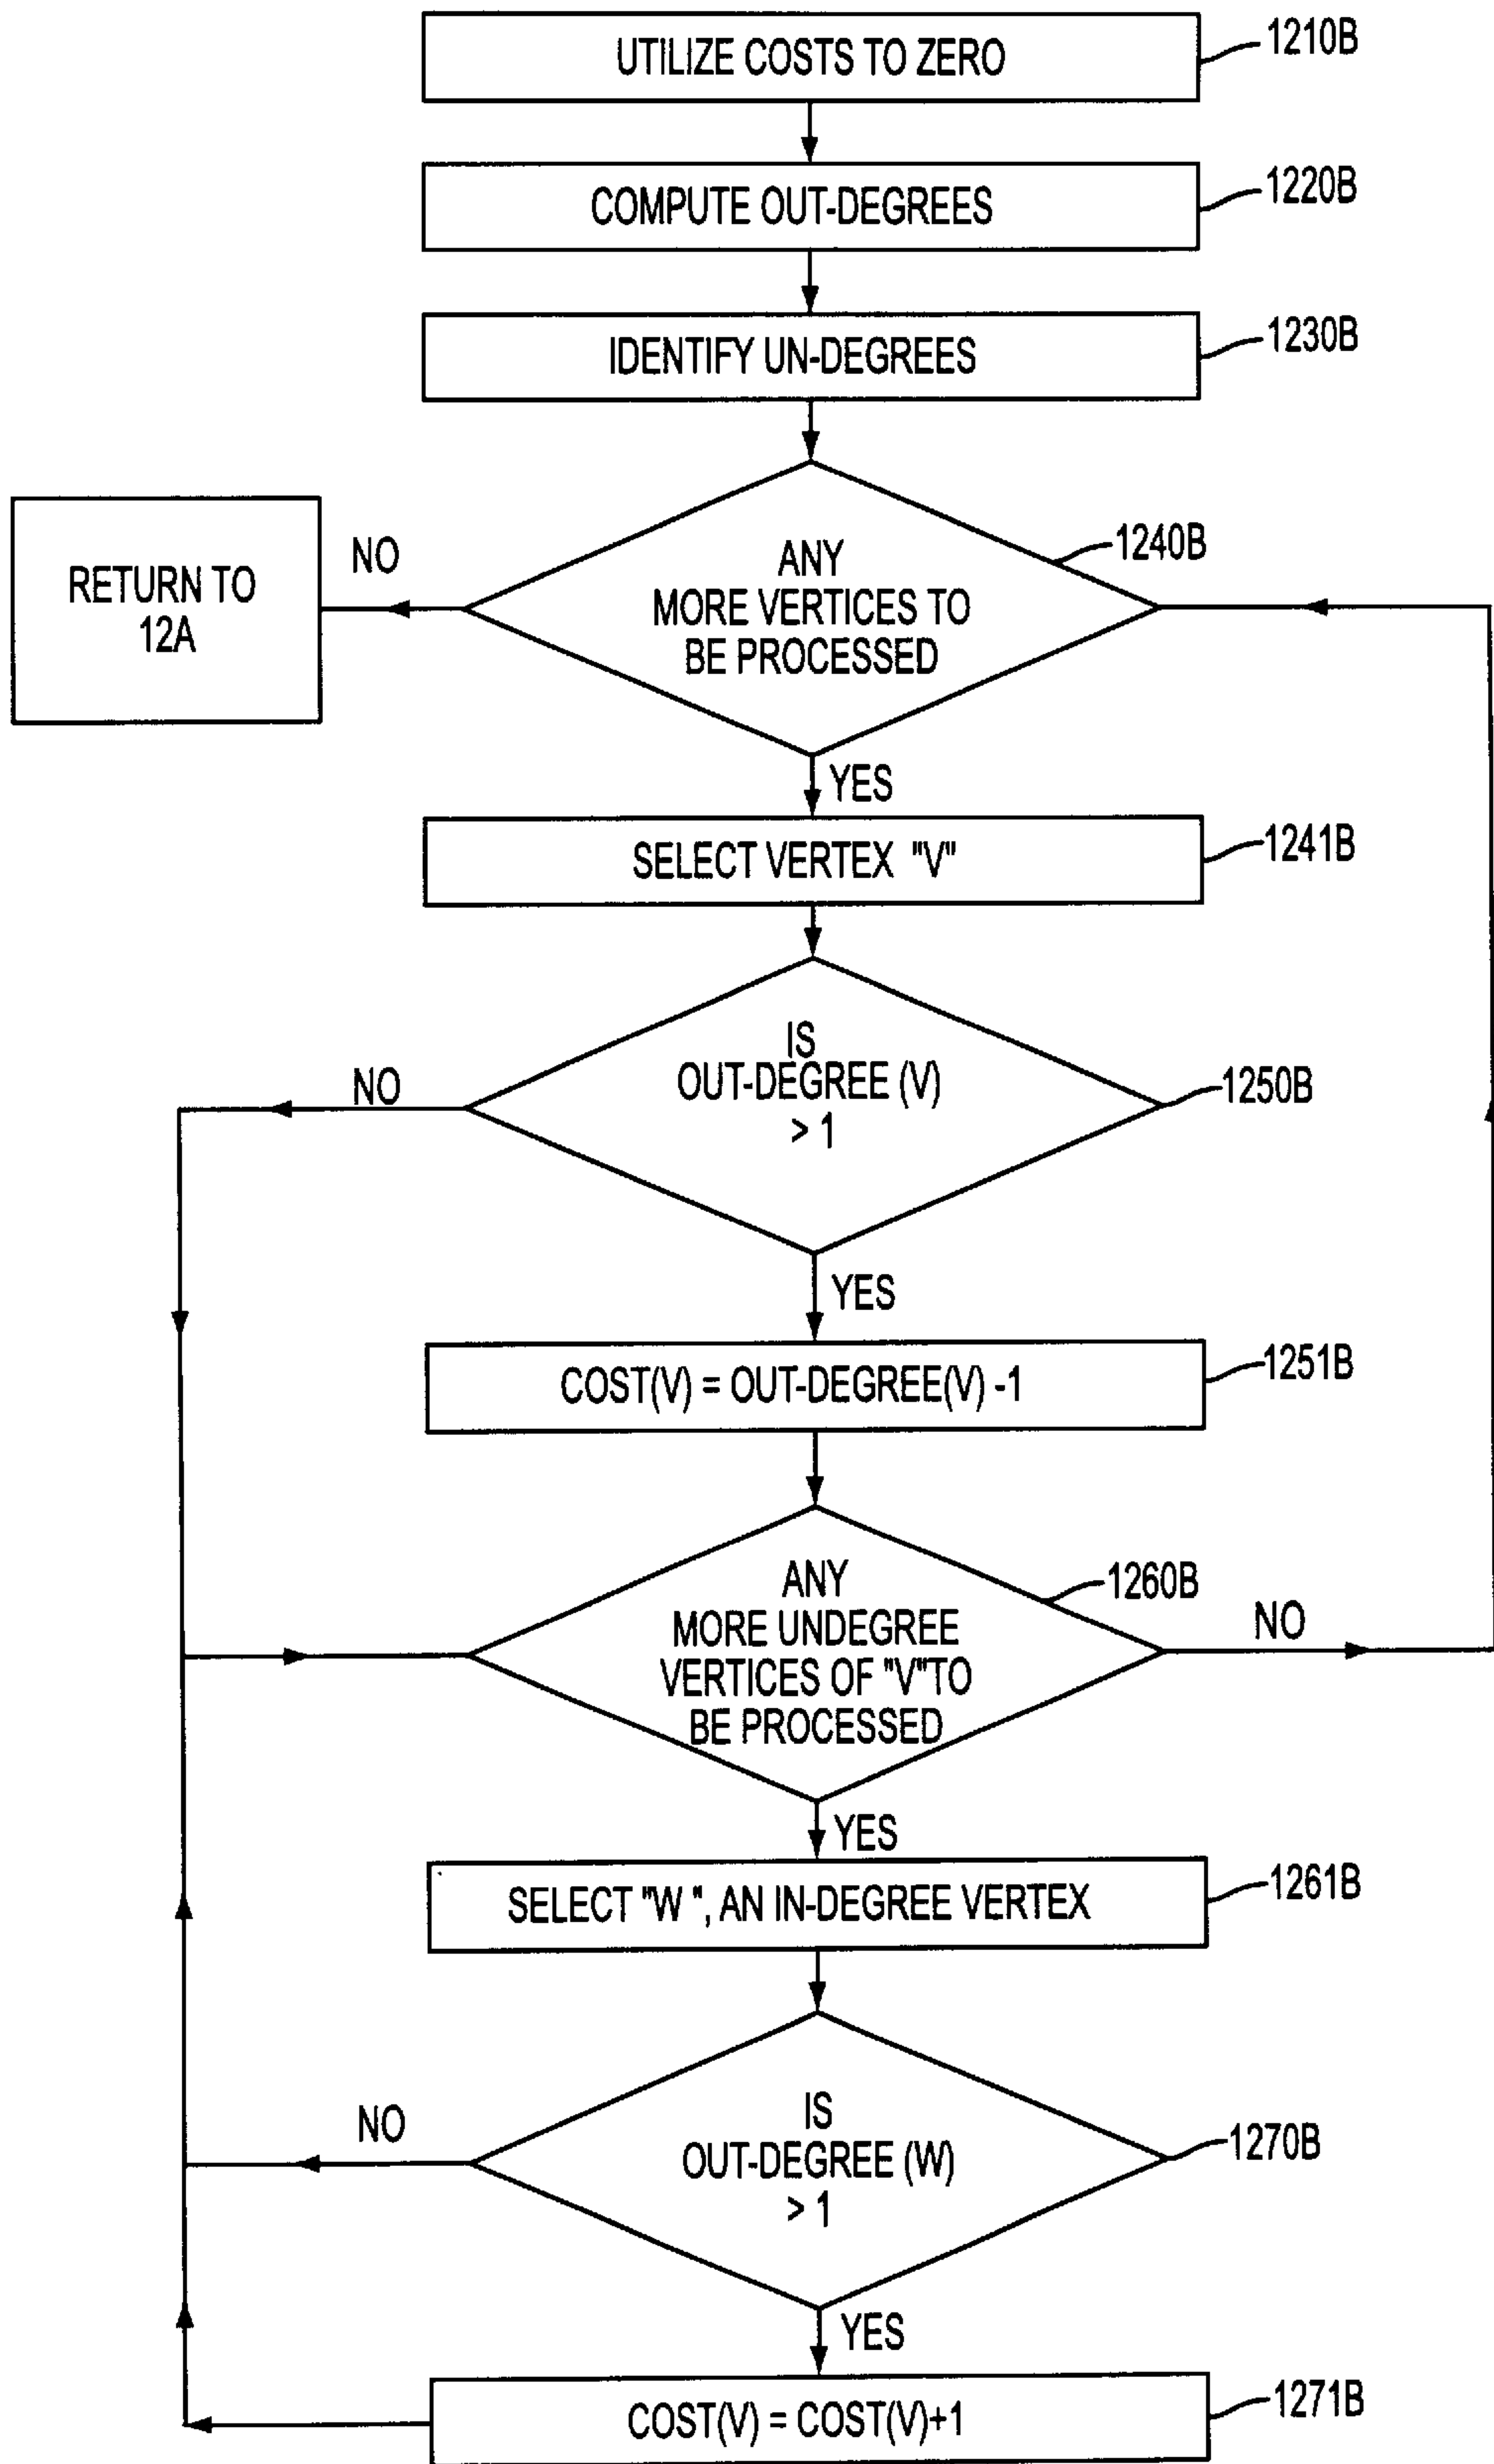 UTILIZE COSTS TO ZERO
1210B
COMPUTE OUT-DEGREES
1220B
IDENTIFY UN-DEGREES
1230B
ANY
MORE VERTICES TO
BE PROCESSED
1240B
NO
RETURN TO
12A
YES
SELECT VERTEX "V"
1241B
IS
OUT-DEGREE (V)
> 1
1250B
NO
YES
COST(V) = OUT-DEGREE(V) -1
1251B
ANY
MORE UNDEGREE
VERTICES OF "V"TO
BE PROCESSED
1260B
NO
YES
SELECT "W ", AN IN-DEGREE VERTEX
1261B
IS
OUT-DEGREE (W)
> 1
1270B
NO
YES
COST(V) = COST(V)+1
1271B